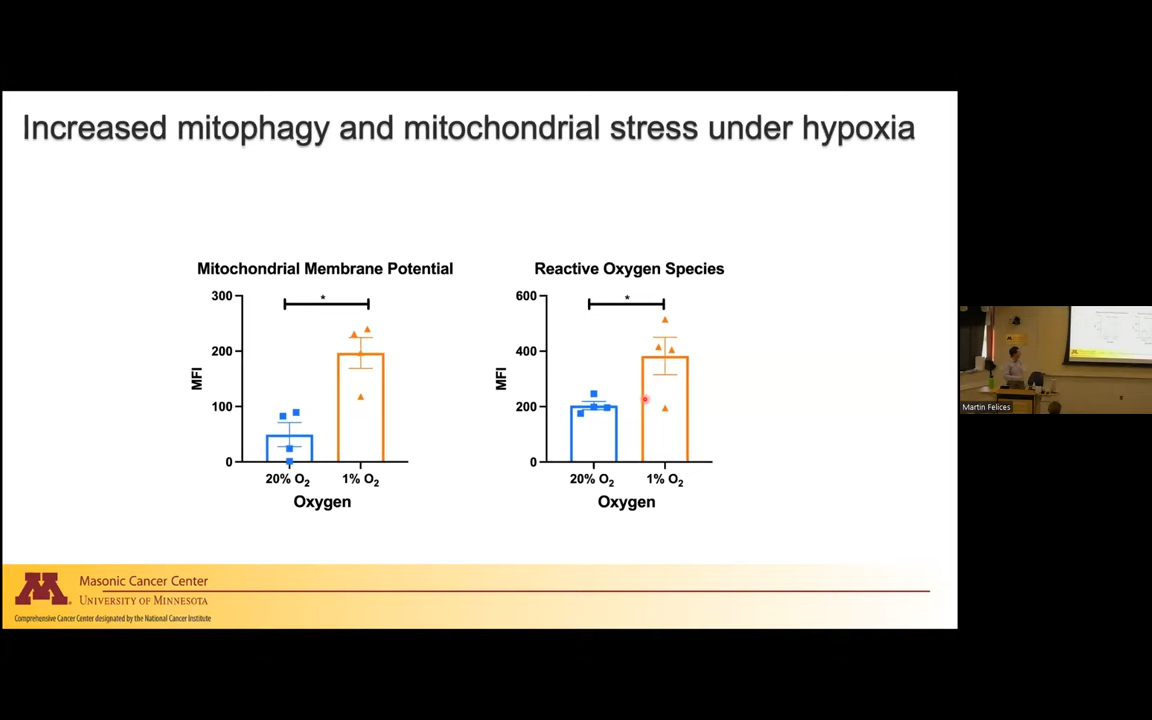 Increased mitophagy and mitochondrial stress under hypoxia
Mitochondrial Membrane Potential
300
200
100
0
MFI
*
20% O₂
1% O₂
Oxygen
Reactive Oxygen Species
600
400
200
0
MFI
*
20% O₂
1% O₂
Oxygen
M
Masonic Cancer Center
UNIVERSITY OF MINNESOTA
Comprehensive Cancer Center designated by the National Cancer Institute
Martin Felices